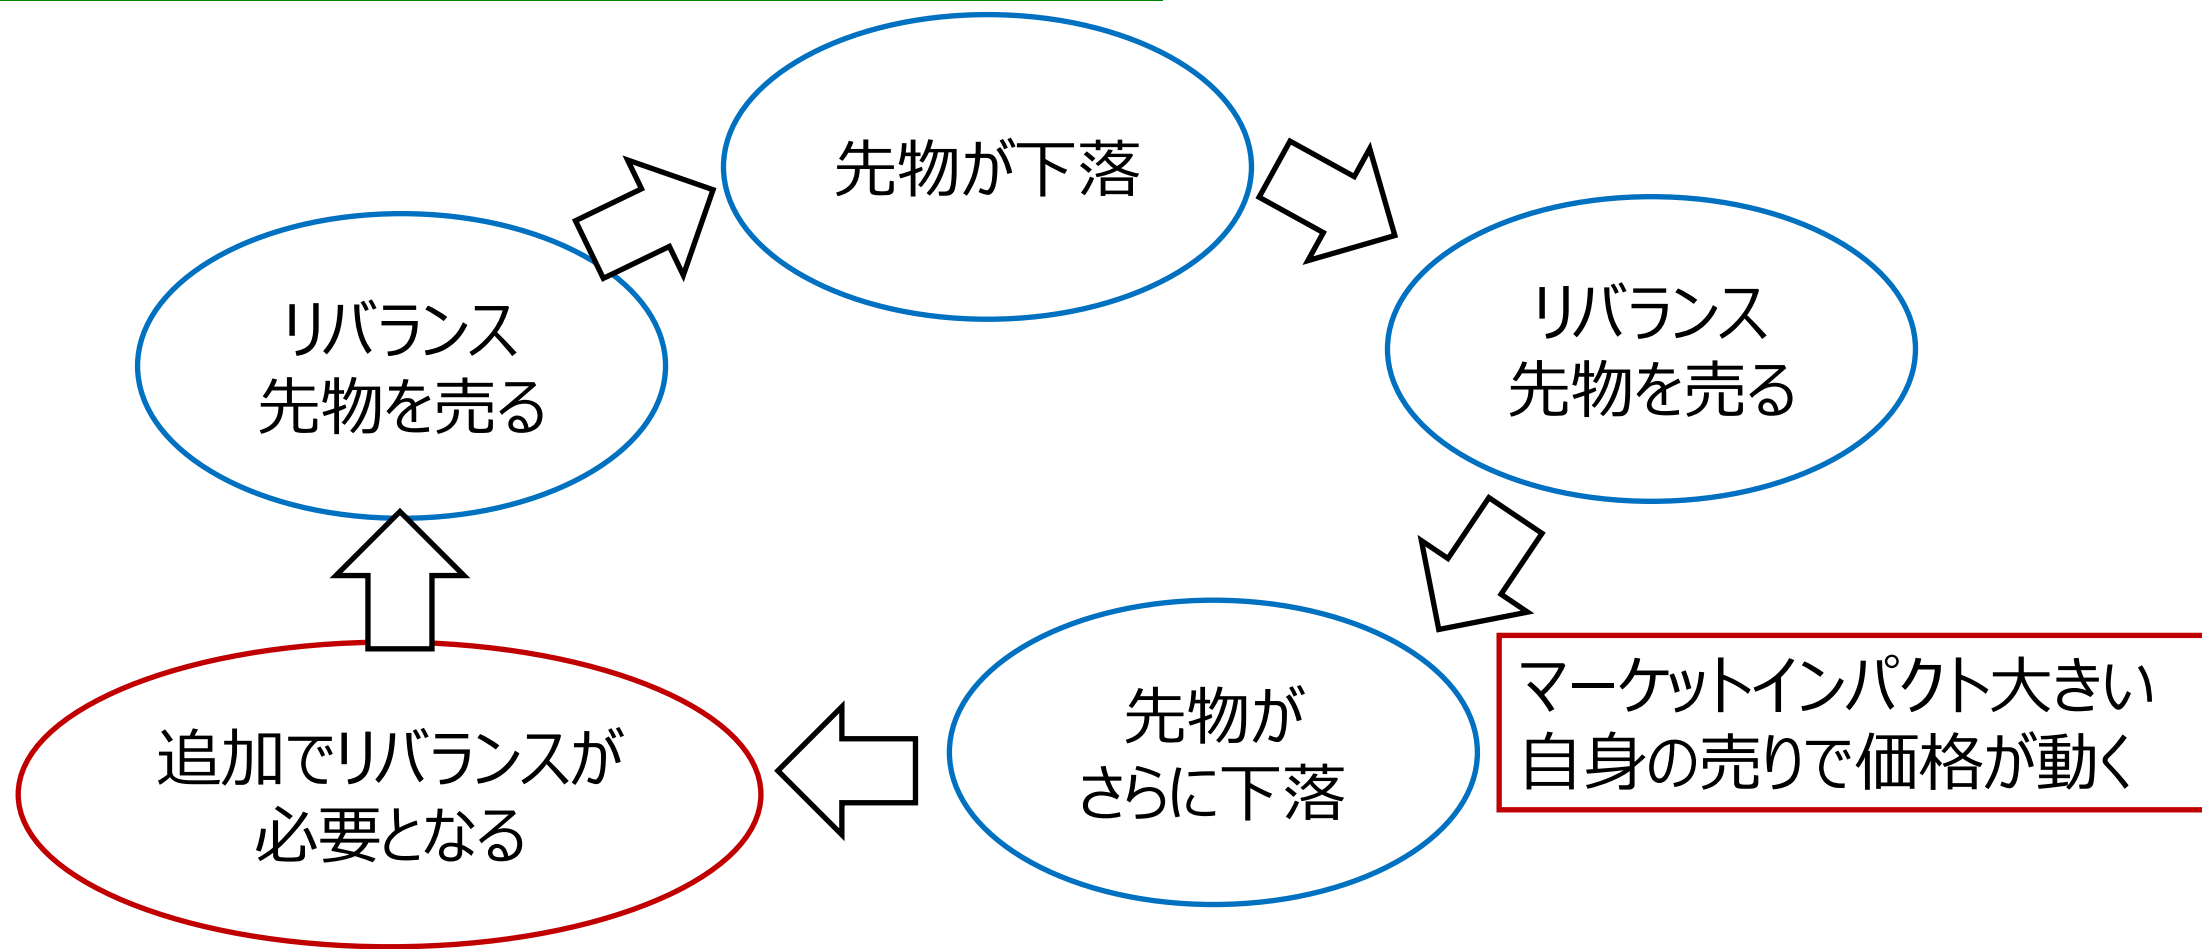 先物が下落
リバランス
先物を売る
リバランス
先物を売る
マーケットインパクト大きい
自身の売りで価格が動く
先物が
さらに下落
追加でリバランスが
必要となる